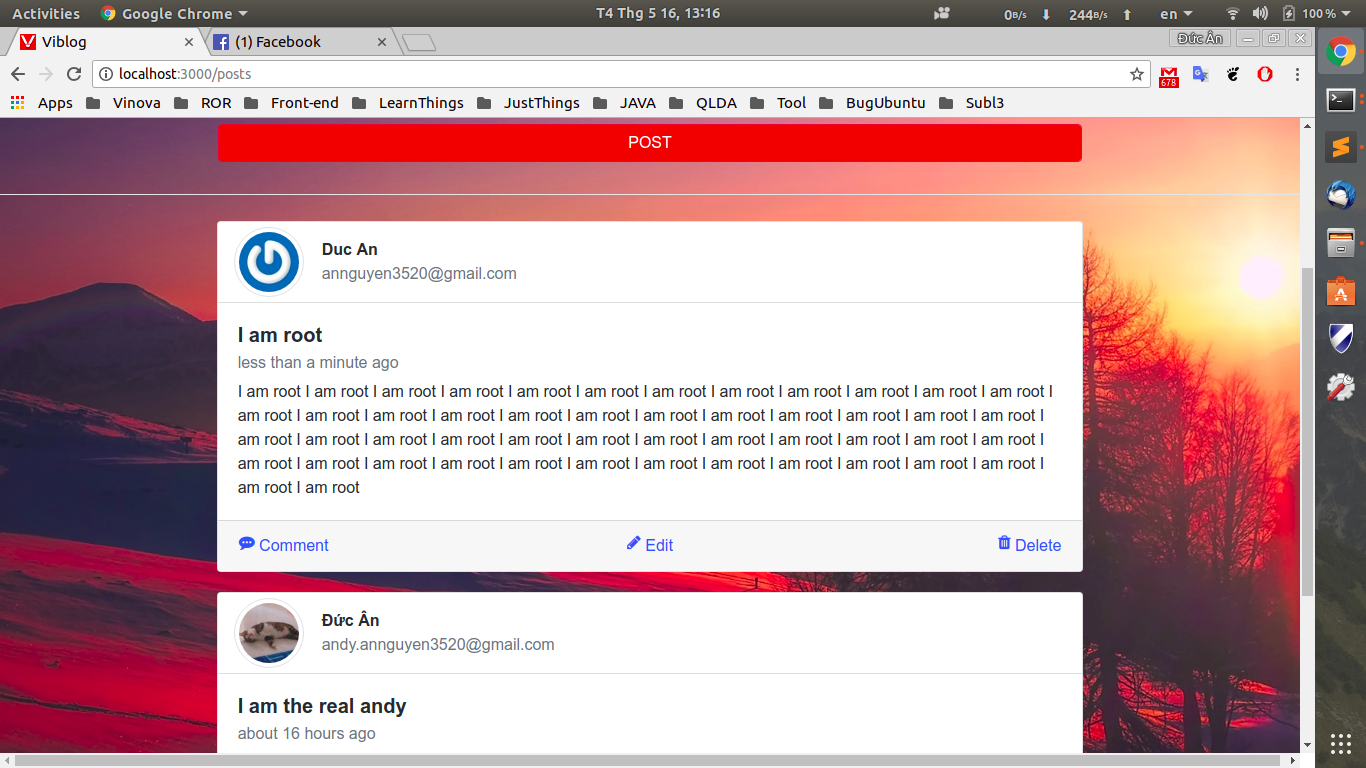 Activities Google Chrome T4 Thg 5 16, 13:16 0B/s 244B/s en 100 %
Viblog (1) Facebook Đức Ân
localhost:3000/posts 678
Apps Vinova ROR Front-end LearnThings JustThings JAVA QLDA Tool BugUbuntu Subl3
POST
Duc An
annguyen3520@gmail.com
I am root
less than a minute ago
I am root I am root I am root I am root I am root I am root I am root I am root I am root I am root I am root I am root I
am root I am root I am root I am root I am root I am root I am root I am root I am root I am root I am root I am root I
am root I am root I am root I am root I am root I am root I am root I am root I am root I am root I am root I am root I
am root I am root I am root I am root I am root I am root I am root I am root I am root I am root I am root I am root I
am root I am root
Comment Edit Delete
Đức Ân
andy.annguyen3520@gmail.com
I am the real andy
about 16 hours ago